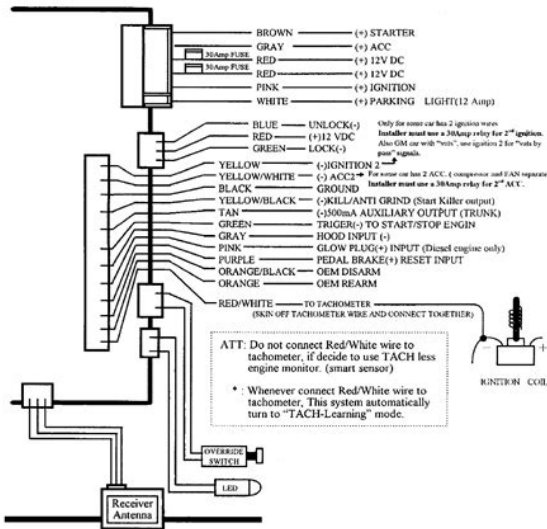 BROWN (+) STARTER
GRAY (+) ACC
30Amp FUSE RED (+) 12V DC
30Amp FUSE RED (+) 12V DC
PINK (+) IGNITION
WHITE (+) PARKING LIGHT(12 Amp)
BLUE UNLOCK(-)
RED (+)12 VDC
GREEN LOCK(-)
Only for some car has 2 ignition wires
Installer must use a 30Amp relay for 2nd ignition.
Also GM car with "vats", use ignition 2 for "vats by
pass" signals.
YELLOW (-)IGNITION 2
YELLOW/WHITE (-) ACC2 For some car has 2 ACC. ( compressor and FAN separate
Installer must use a 30Amp relay for 2nd ACC.
BLACK GROUND
YELLOW/BLACK (-)KILL/ANTI GRIND (Start Killer output)
TAN (-)500mA AUXILIARY OUTPUT (TRUNK)
GREEN TRIGER(-) TO START/STOP ENGIN
GRAY HOOD INPUT (-)
PINK GLOW PLUG(+) INPUT (Diesel engine only)
PURPLE PEDAL BRAKE(+) RESET INPUT
ORANGE/BLACK OEM DISARM
ORANGE OEM REARM
RED/WHITE TO TACHOMETER
(SKIN OFF TACHOMETER WIRE AND CONNECT TOGETHER)
- +
IGNITION COIL
ATT: Do not connect Red/White wire to
tachometer, if decide to use TACH less
engine monitor. (smart sensor)
* : Whenever connect Red/White wire to
tachometer, This system automatically
turn to "TACH-Learning" mode.
OVERRIDE
SWITCH
LED
Receiver
Antenna